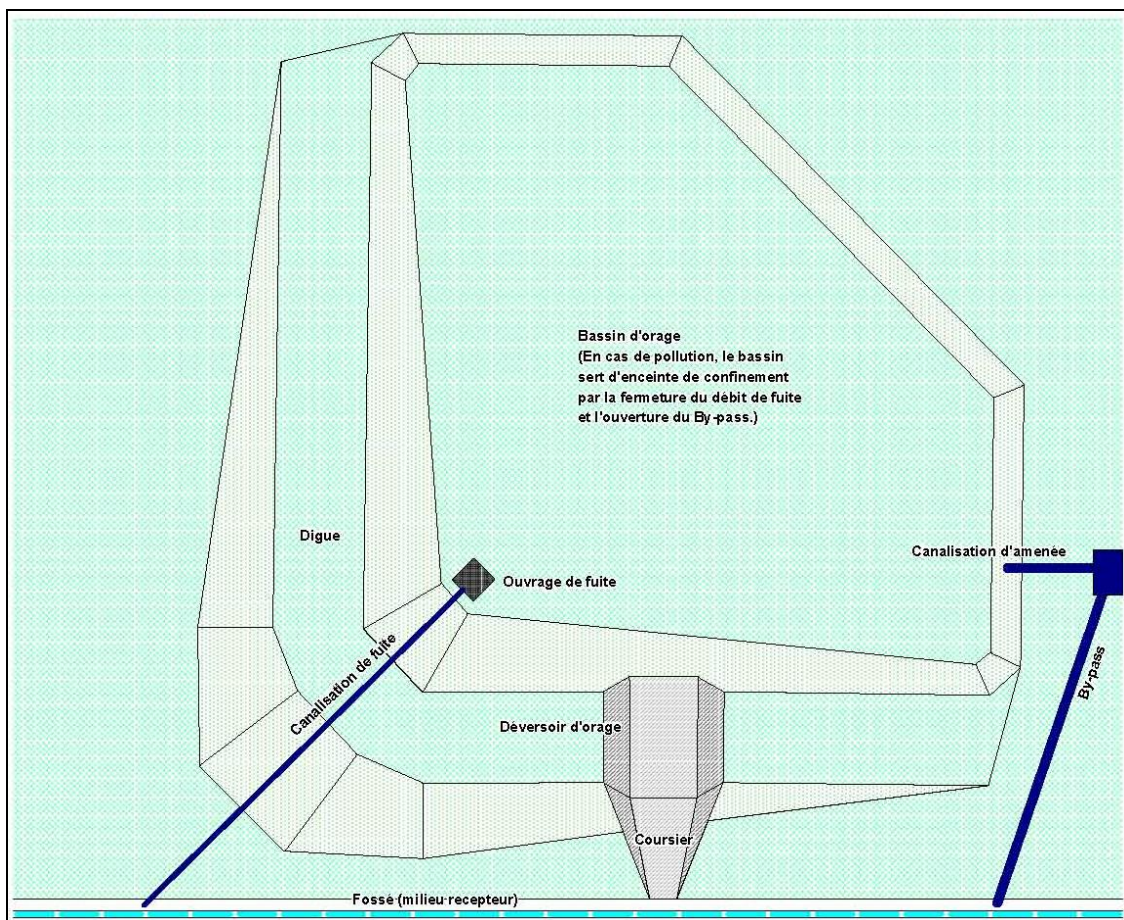 Bassin d'orage
(En cas de pollution, le bassin
sert d'enceinte de confinement
par la fermeture du débit de fuite
et l'ouverture du By-pass.)
Digue
Canalisation d'amenée
Ouvrage de fuite
Canalisation de fuite
By-pass
Déversoir d'orage
Coursier
Fossé (milieu recepteur)